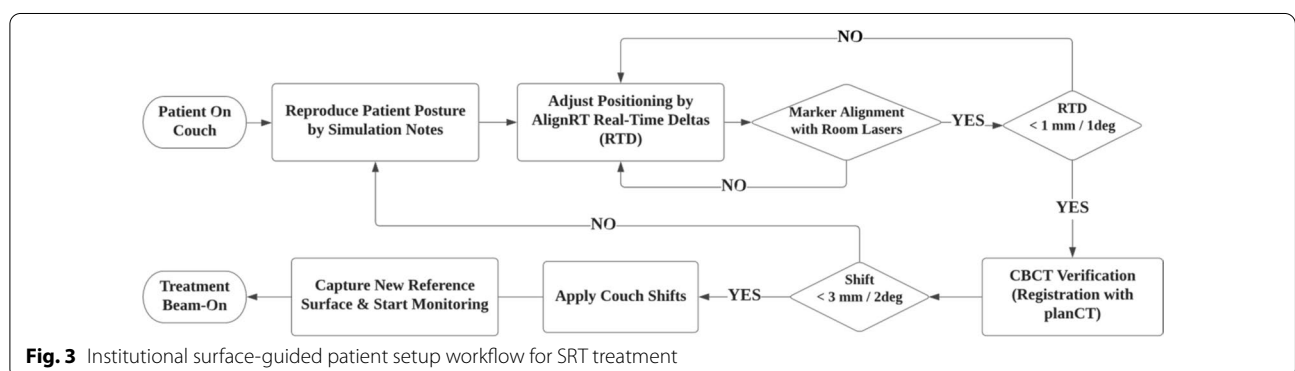 NO
Patient On
Couch
Reproduce Patient Posture
by Simulation Notes
Adjust Positioning by
AlignRT Real-Time Deltas
(RTD)
Marker Alignment
with Room Lasers
YES
RTD
< 1 mm / 1deg
NO
YES
NO
Treatment
Beam-On
Capture New Reference
Surface & Start Monitoring
Apply Couch Shifts
YES
Shift
< 3 mm / 2deg
CBCT Verification
(Registration with
planCT)
Fig. 3 Institutional surface-guided patient setup workflow for SRT treatment